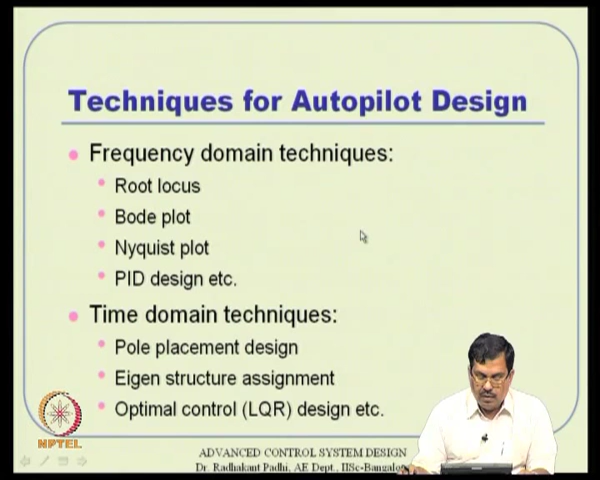 Techniques for Autopilot Design
Frequency domain techniques:
Root locus
Bode plot
Nyquist plot
PID design etc.
Time domain techniques:
Pole placement design
Eigen structure assignment
Optimal control (LQR) design etc.
NPTEL
ADVANCED CONTROL SYSTEM DESIGN
Dr. Radhakant Padhi, AE Dept., IISc-Bangalo